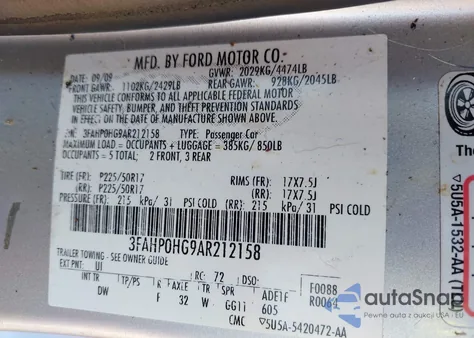 MFD. BY FORD MOTOR CO.
09/09 GVWR: 2029KG/4474LB
FRONT GAWR: 1102KG/2429LB REAR GAWR: 928KG/2045LB
THIS VEHICLE CONFORMS TO ALL APPLICABLE FEDERAL MOTOR
VEHICLE SAFETY, BUMPER, AND THEFT PREVENTION STANDARDS
IN EFFECT ON THE DATE OF MANUFACTURE SHOWN ABOVE.
VIN: 3FAHP0HG9AR212158 TYPE: Passenger Car
MAXIMUM LOAD = OCCUPANTS + LUGGAGE = 385KG/ 850LB
OCCUPANTS = 5 TOTAL: 2 FRONT, 3 REAR
TIRE (FR): P225/50R17 RIMS (FR): 17X7.5J
(RR): P225/50R17 (RR): 17X7.5J
PRESSURE (FR): 215 kPa/ 31 PSI COLD (RR): 215 kPa/ 31 PSI COLD
3FAHP0HG9AR212158
TRAILER TOWING - SEE OWNER GUIDE
EXT PNT: UI RC: 72 DSO: F0088
INT TR TP/PS R AXLE TR SPR R0064
DW F 32 W GG11 ADE1F
605
CMC ▽5U5A-5420472-AA
▽5U5A-1532-AA
autoSnap
Pewne auta z aukcji w USA i EU